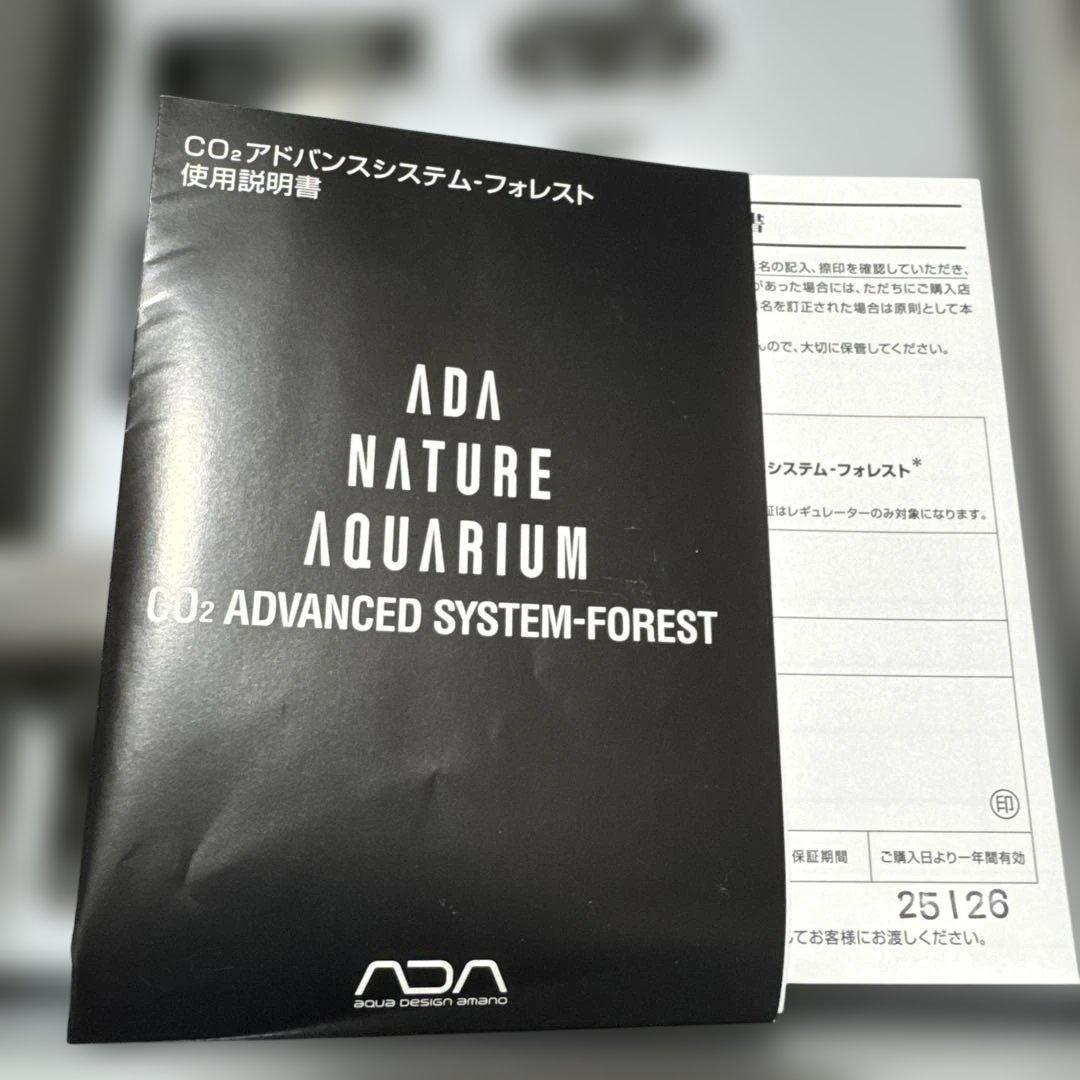 CO₂アドバンスシステム-フォレスト
使用説明書
ADA
NATURE
AQUARIUM
CO₂ ADVANCED SYSTEM-FOREST
ADA
aqua design amano
書
名の記入、捺印を確認していただき、
があった場合には、ただちにご購入店
名を訂正された場合は原則として本
んので、大切に保管してください。
システム-フォレスト*
証はレギュレーターのみ対象になります。
印
保証期間
ご購入日より一年間有効
25126
してお客様にお渡しください。